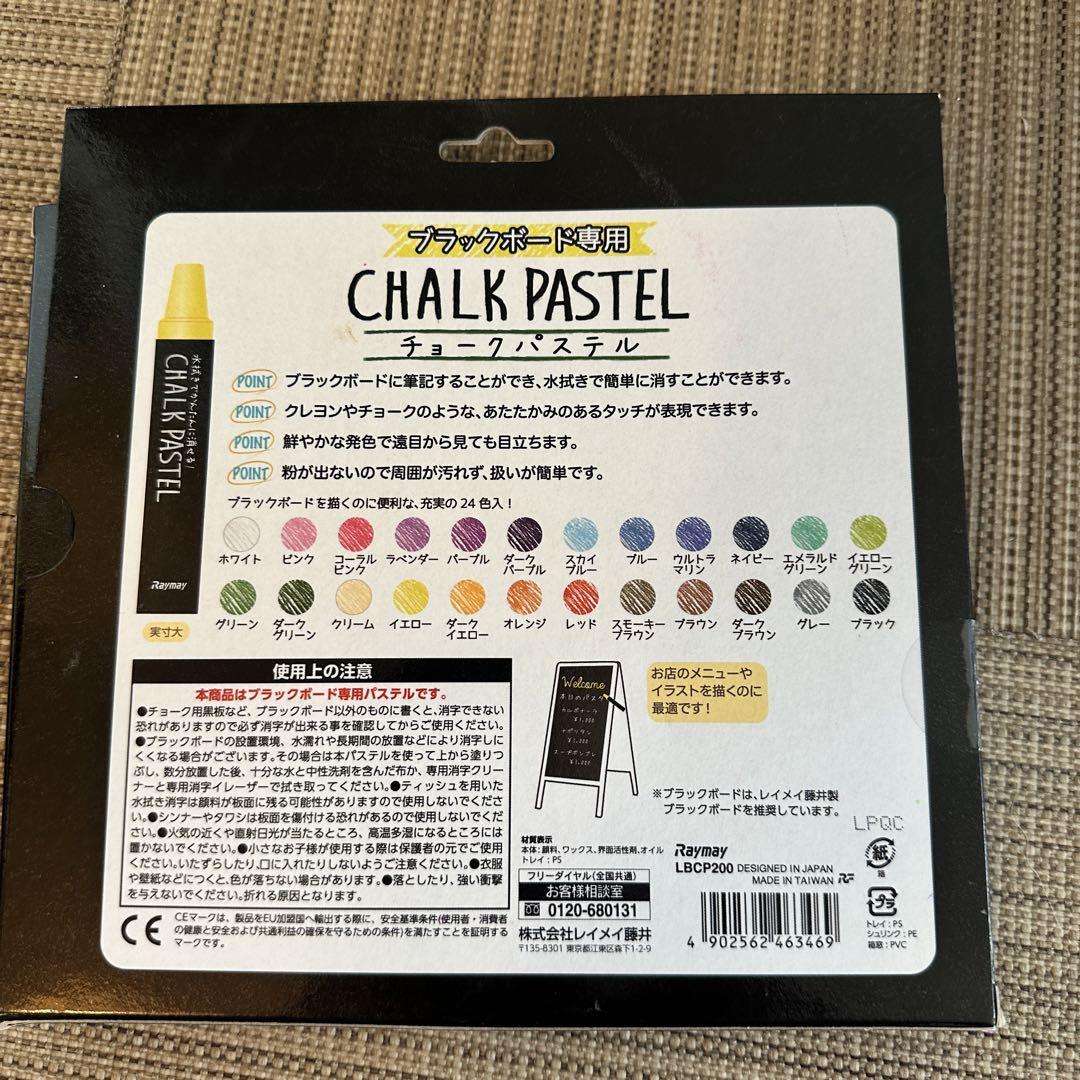 ブラックボード専用
CHALK PASTEL
チョークパステル
水拭きでかんたんに消せる!
CHALK PASTEL
Raymay
実寸大
POINT ブラックボードに筆記することができ、水拭きで簡単に消すことができます。
POINT クレヨンやチョークのような、あたたかみのあるタッチが表現できます。
POINT 鮮やかな発色で遠目から見ても目立ちます。
POINT 粉が出ないので周囲が汚れず、扱いが簡単です。
ブラックボードを描くのに便利な、充実の24色入!
ホワイト ピンク コーラルピンク ラベンダー パープル ダークパープル スカイブルー ブルー ウルトラマリン ネイビー エメラルドグリーン イエローグリーン
グリーン ダークグリーン クリーム イエロー ダークイエロー オレンジ レッド スモーキーブラウン ブラウン ダークブラウン グレー ブラック
使用上の注意
本商品はブラックボード専用パステルです。
●チョーク用黒板など、ブラックボード以外のものに書くと、消字できない
恐れがありますので必ず消字が出来る事を確認してからご使用ください。
●ブラックボードの設置環境、水濡れや長期間の放置などにより消字しに
くくなる場合がございます。その場合は本パステルを使って上から塗りつ
ぶし、数分放置した後、十分な水と中性洗剤を含んだ布か、専用消字クリー
ナーと専用消字イレーザーで拭き取ってください。●ティッシュを用いた
水拭き消字は顔料が板面に残る可能性がありますので使用しないでくださ
い。●シンナーやタワシは板面を傷付ける恐れがあるので使用しないでく
ださい。●火気の近くや直射日光が当たるところ、高温多湿になるところには
置かないでください。●小さなお子様が使用する際は保護者の元でご使用
ください。いたずらしたり、口に入れたりしないようご注意ください。●衣服
や壁紙などにつくと、色が落ちない場合があります。●落としたり、強い衝撃
を与えないでください。折れる原因となります。
CE
CEマークは、製品をEU加盟国へ輸出する際に、安全基準条件(使用者・消費者
の健康と安全および共通利益の確保を守るための条件)を満たすことを証明する
マークです。
Welcome
本日のパスタ
カルボナーラ
¥1,000
ナポリタン
¥1,000
スープボンゴレ
¥1,000
お店のメニューや
イラストを描くのに
最適です!
※ブラックボードは、レイメイ藤井製
ブラックボードを推奨しています。
LPQC
材質表示
本体:顔料、ワックス、界面活性剤、オイル
トレイ:PS
フリーダイヤル(全国共通)
お客様相談室
0120-680131
株式会社レイメイ藤井
〒135-8301 東京都江東区森下1-2-9
Raymay
LBCP200 DESIGNED IN JAPAN
MADE IN TAIWAN RF
4 902562 463469
紙
箱
プラ
トレイ:PS
シュリンク:PE
箱窓:PVC